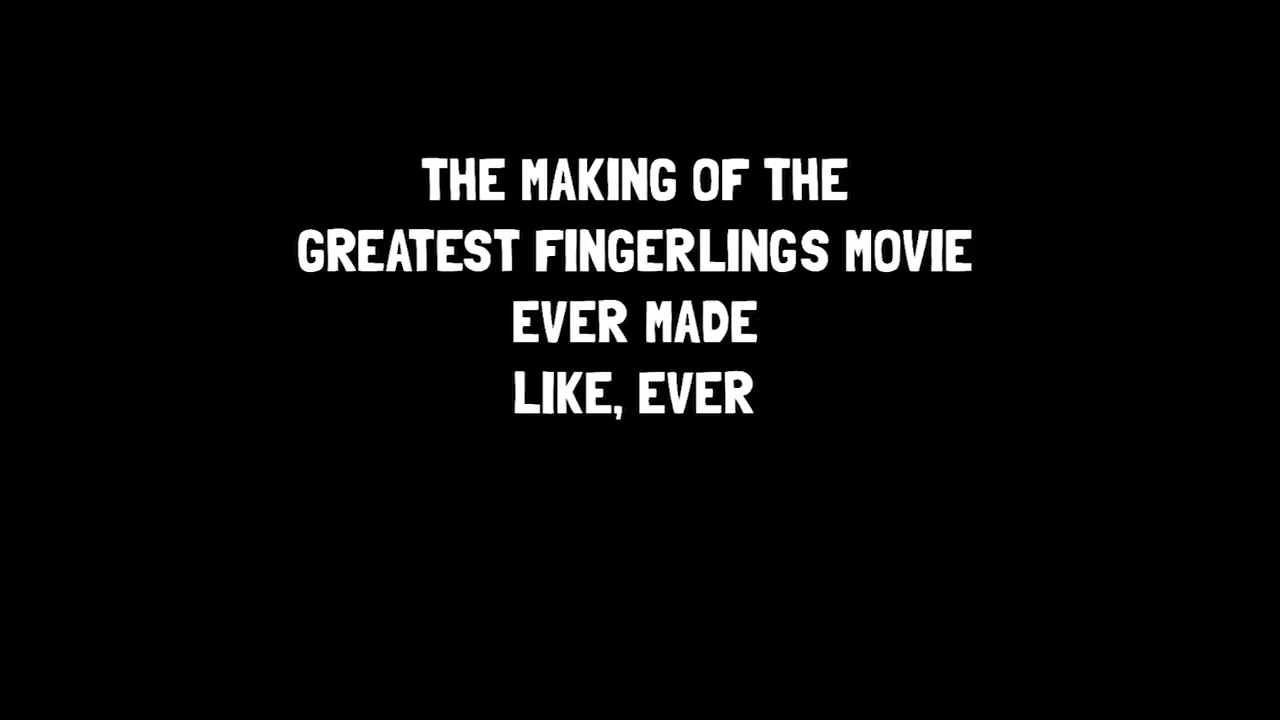 THE MAKING OF THE
GREATEST FINGERLINGS MOVIE
EVER MADE
LIKE, EVER